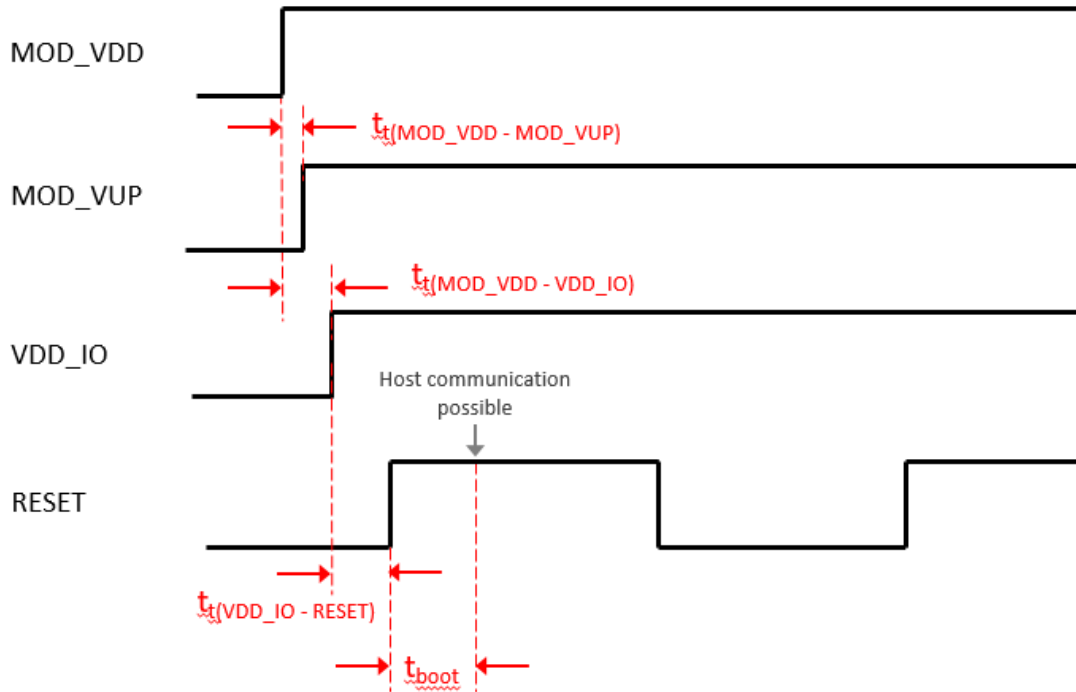 MOD_VDD
tt(MOD_VDD - MOD_VUP)
MOD_VUP
tt(MOD_VDD - VDD_IO)
VDD_IO
Host communication
possible
RESET
tt(VDD_IO - RESET)
tboot